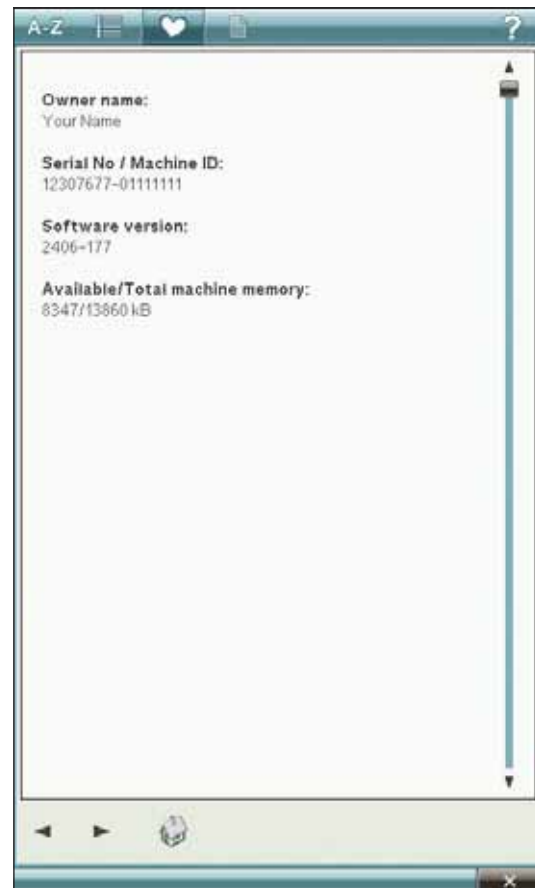 A-Z
?
Owner name:
Your Name
Serial No / Machine ID:
12307677-01111111
Software version:
2406-177
Available/Total machine memory:
8347/13860 kB